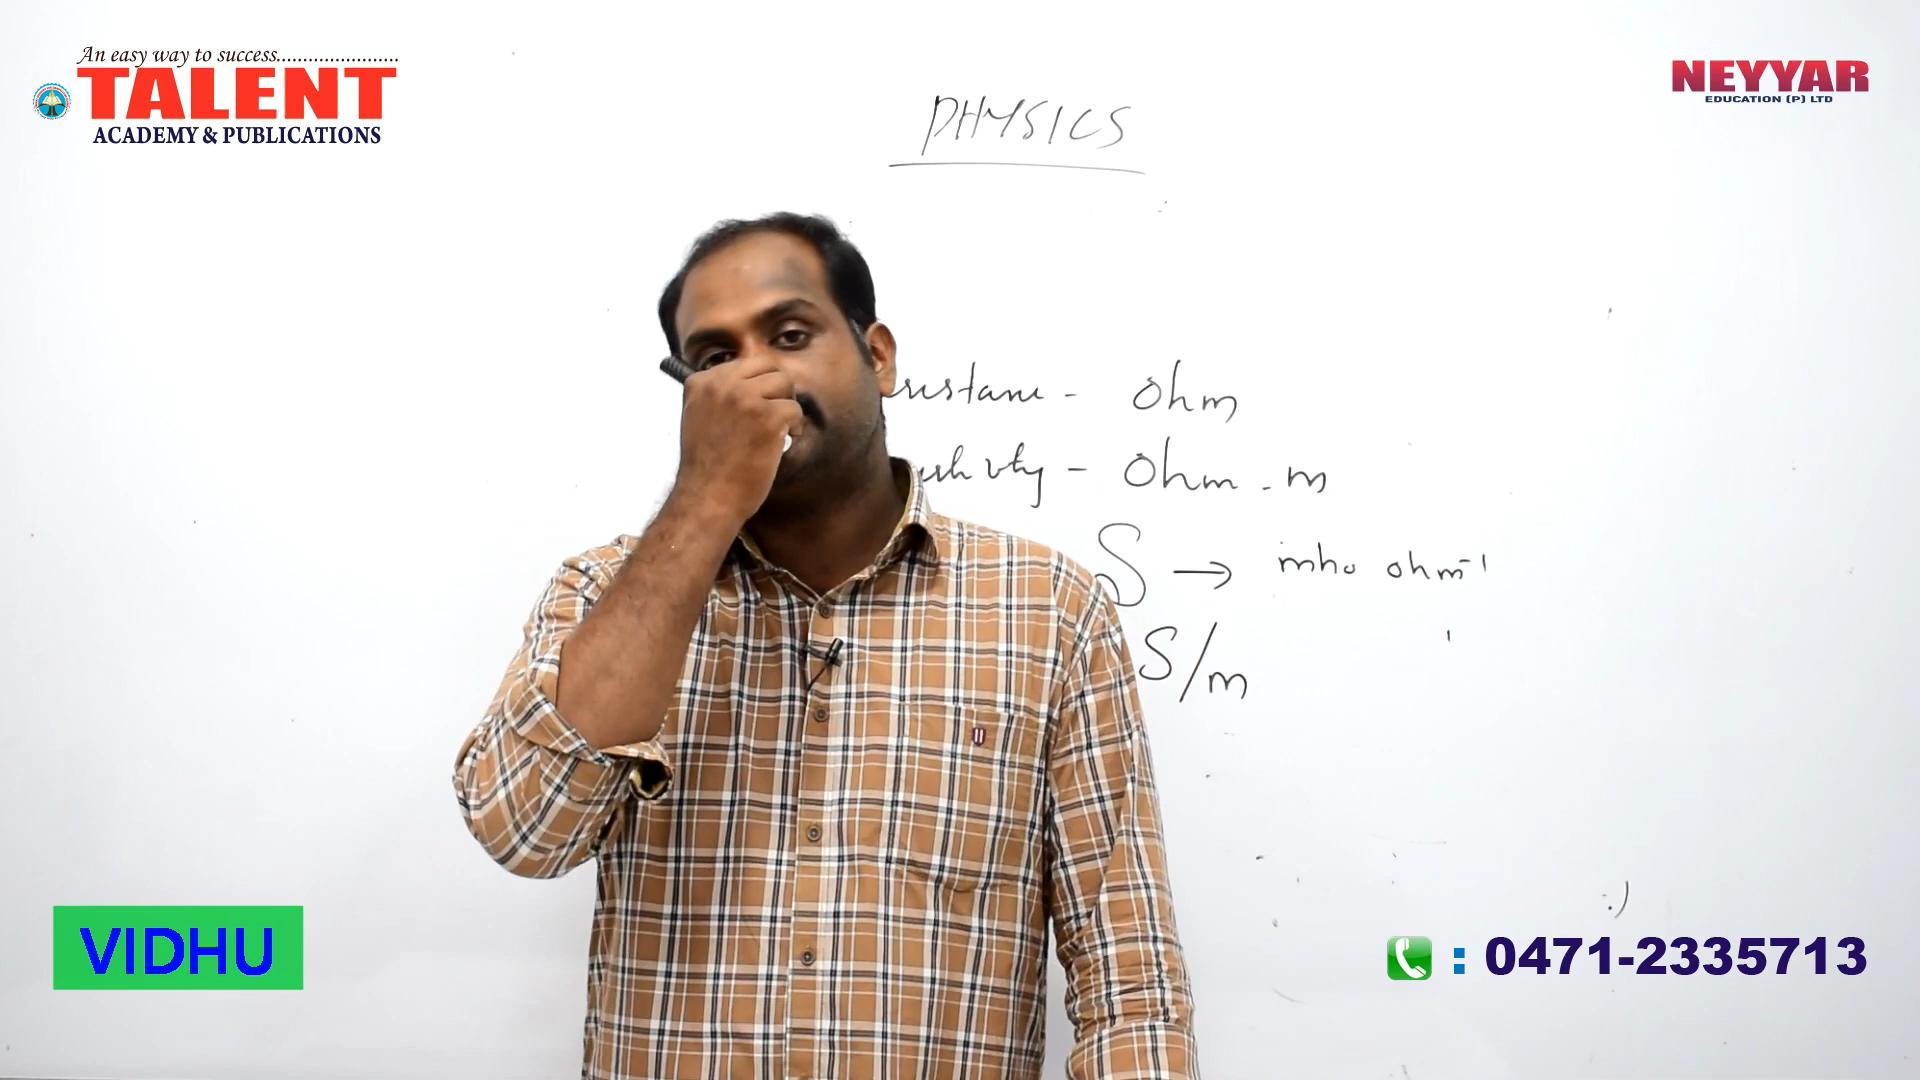 An easy way to success.......................
TALENT
ACADEMY & PUBLICATIONS
NEYYAR
EDUCATION (P) LTD
PHYSICS
- ohm
- ohm - m
S → mho ohm⁻¹
S/m
VIDHU
: 0471-2335713